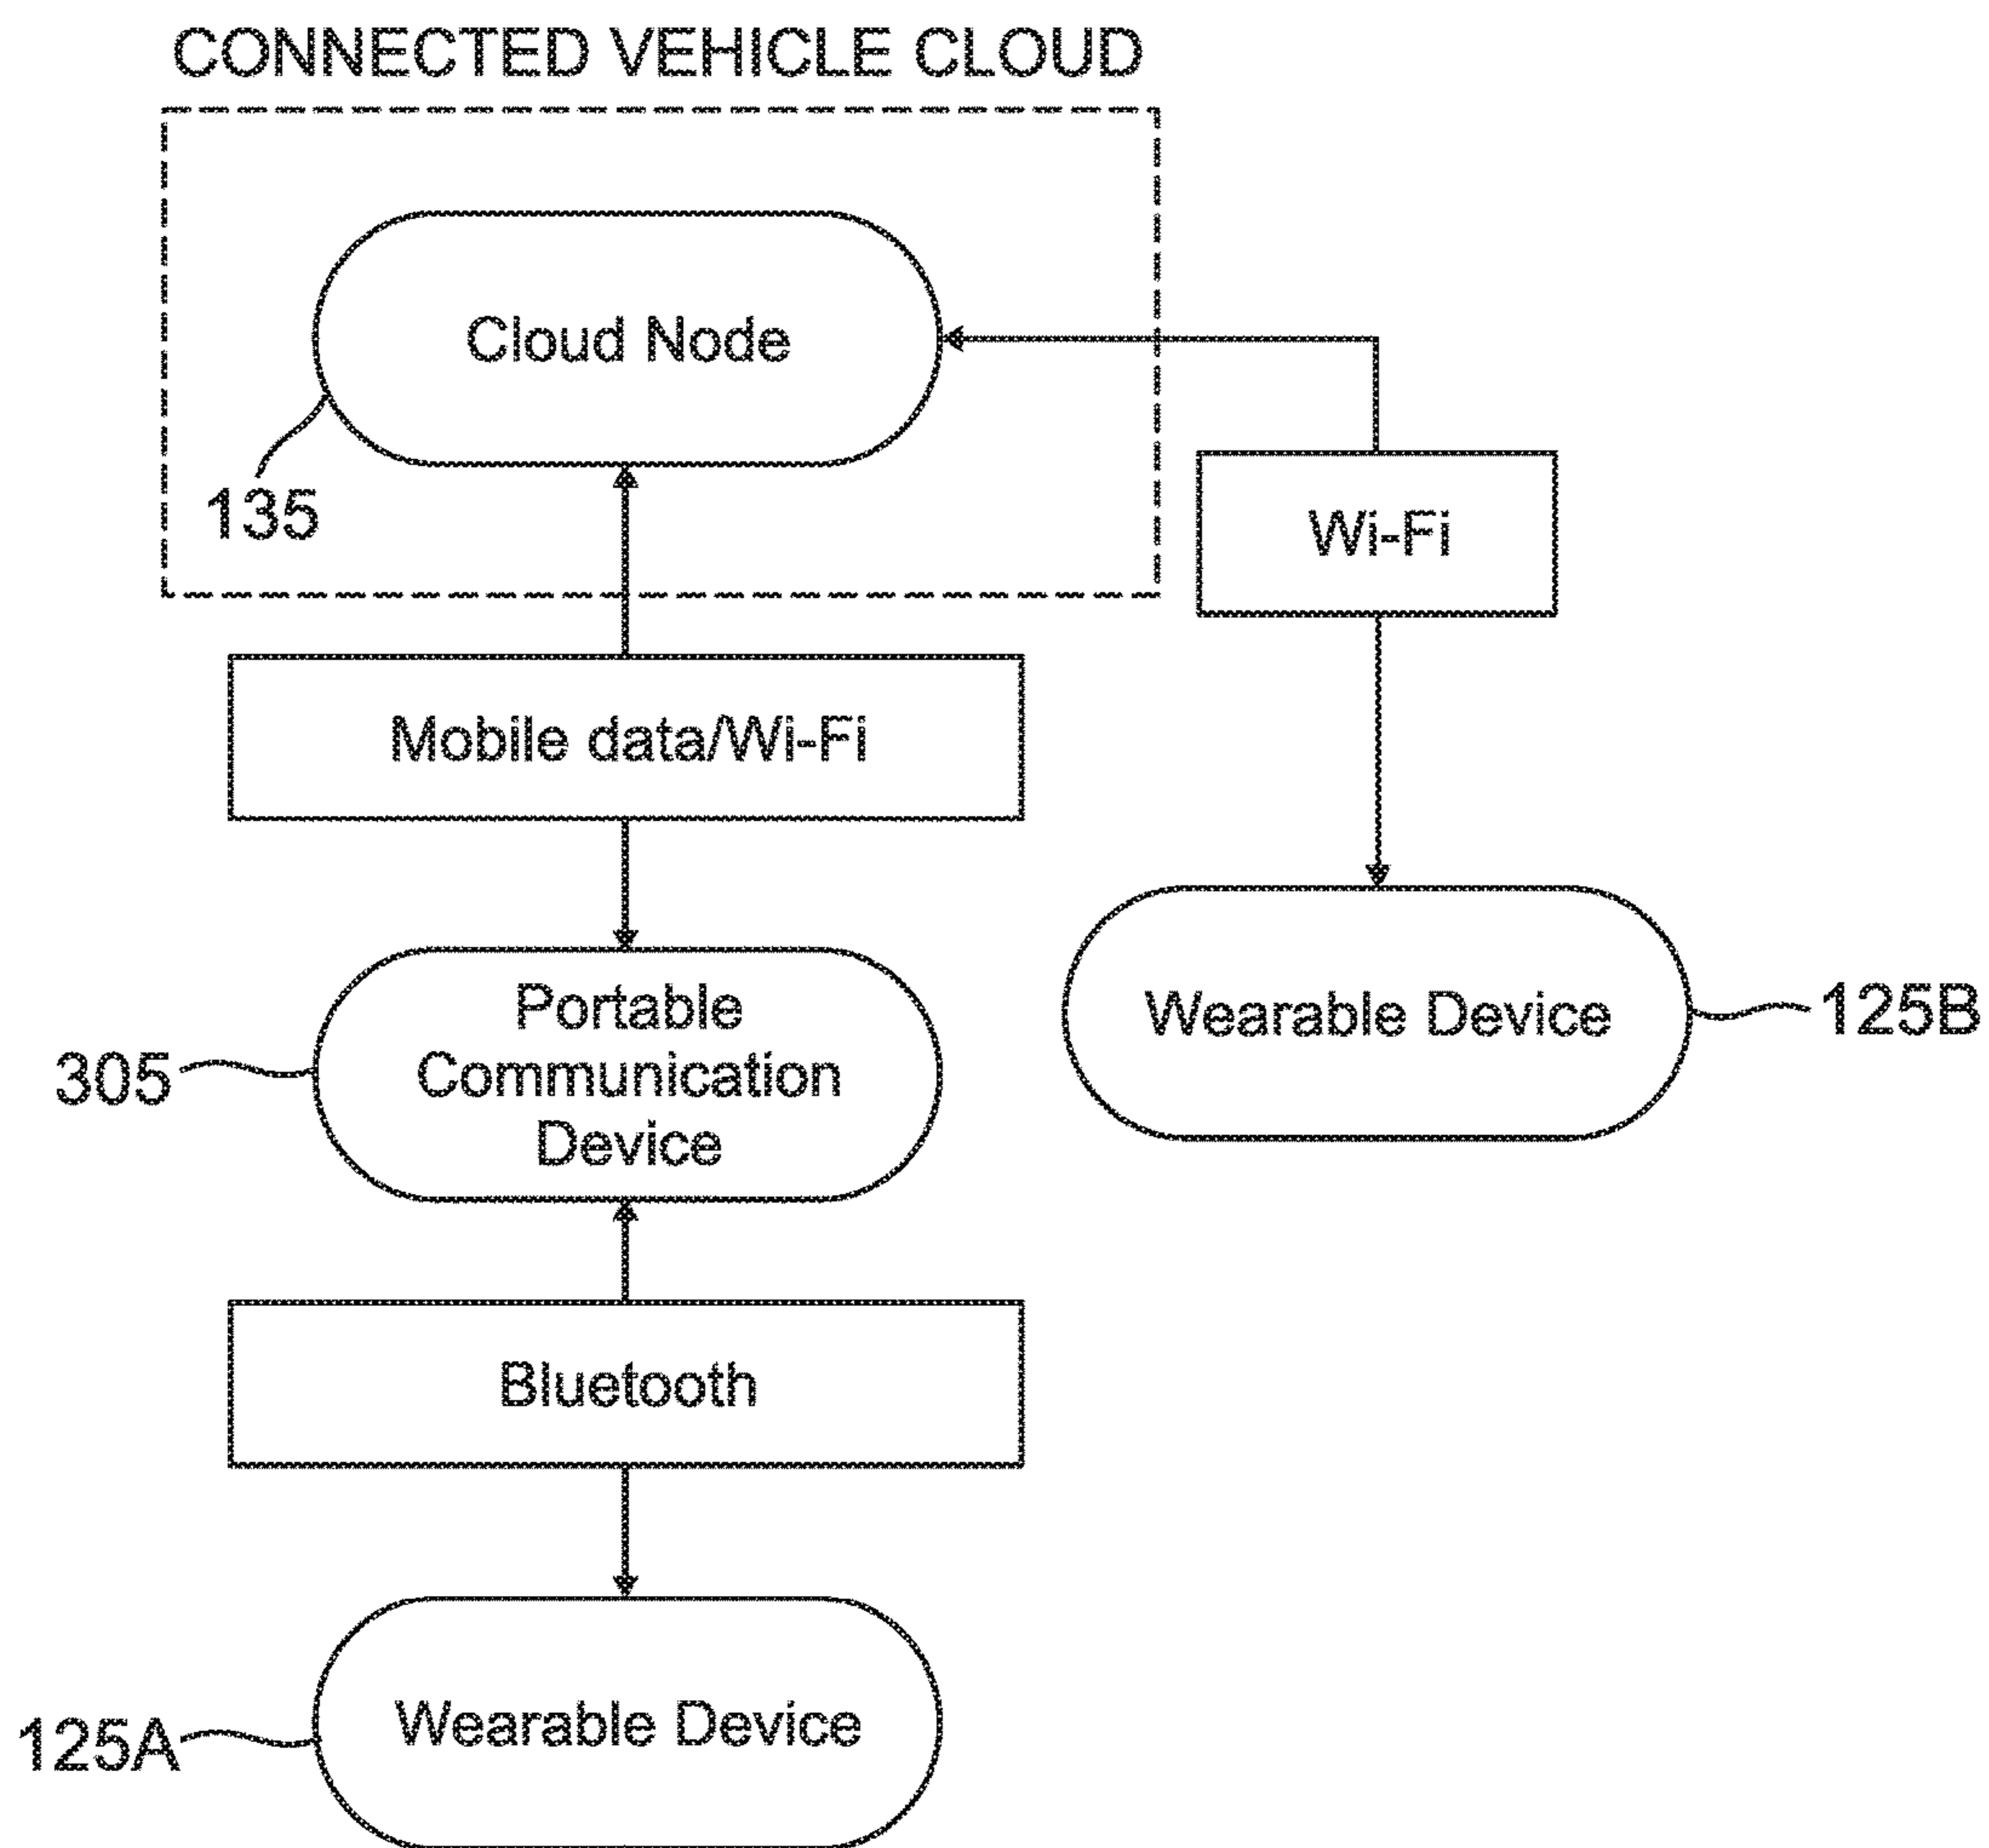 CONNECTED VEHICLE CLOUD
Cloud Node
135
Wi-Fi
Mobile data/Wi-Fi
Portable
Communication
Device
305
Wearable Device
125B
Bluetooth
Wearable Device
125A